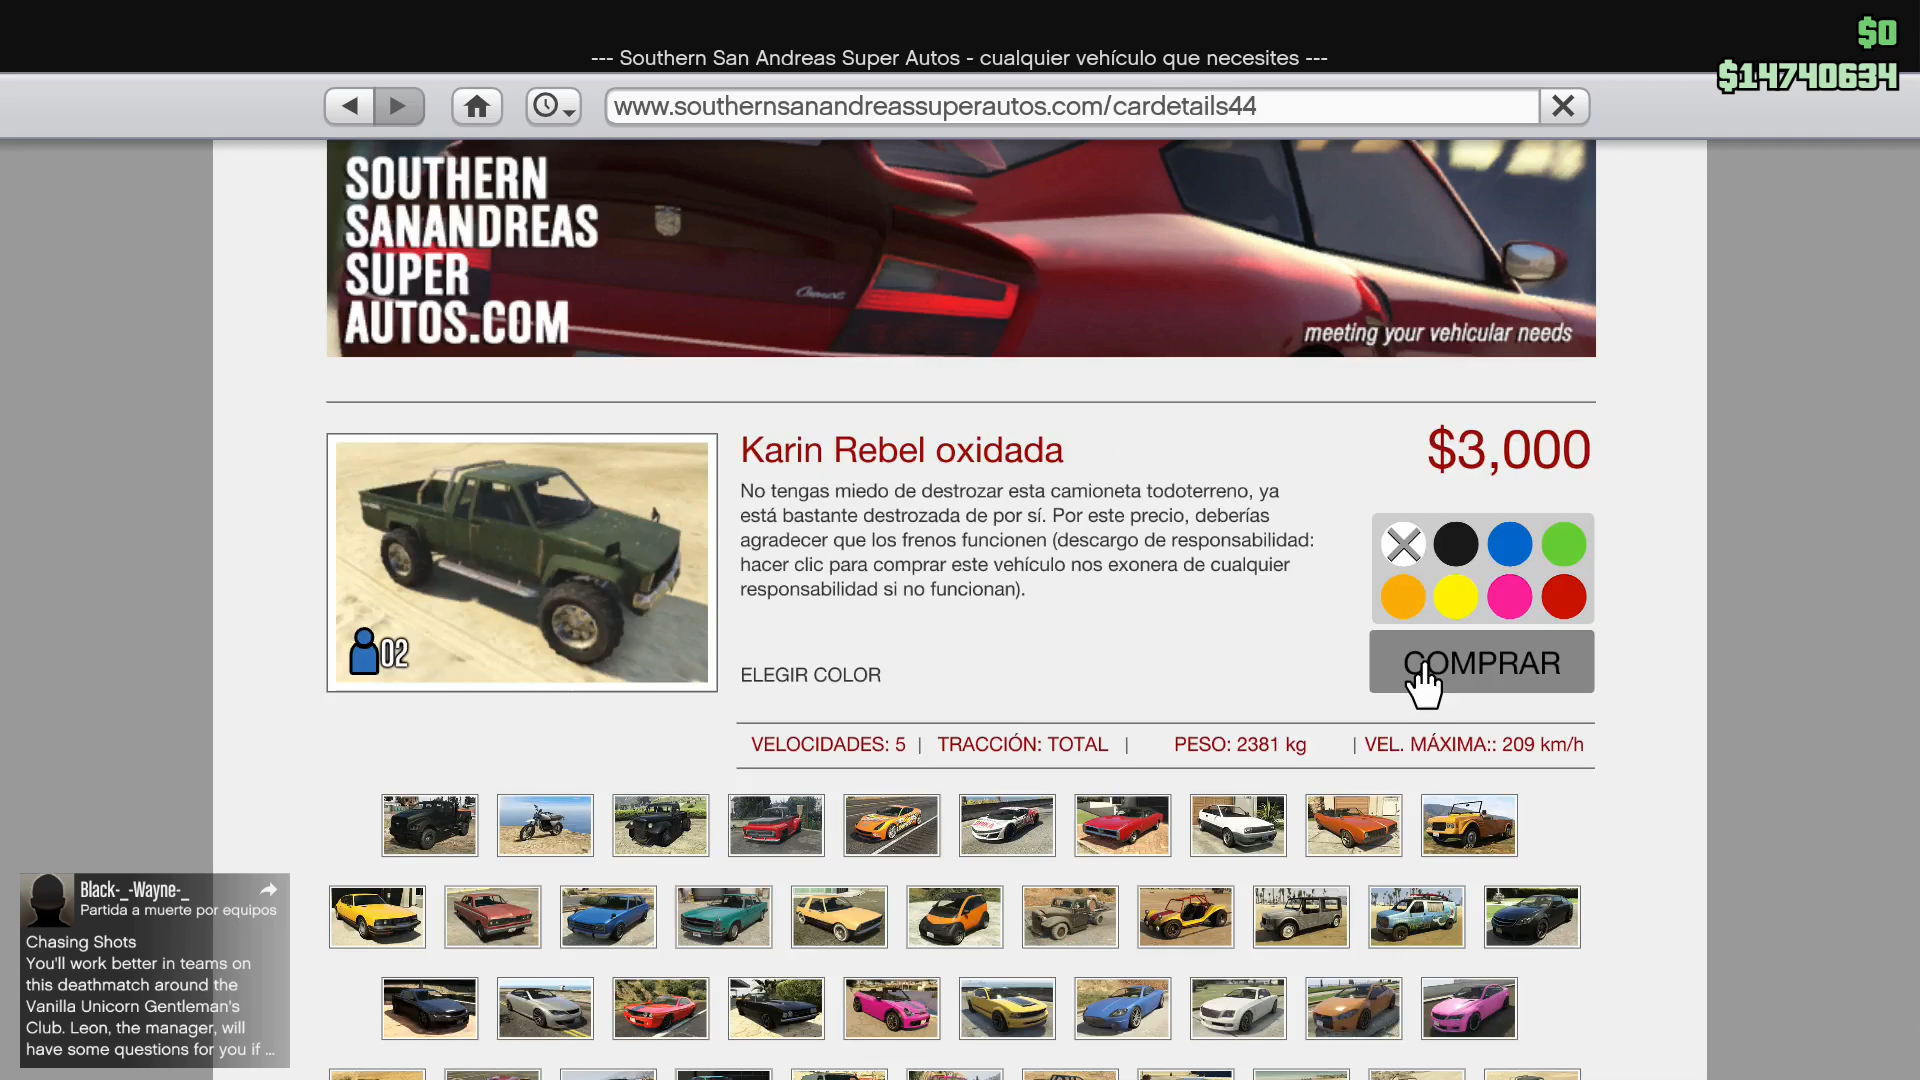 $0
--- Southern San Andreas Super Autos - cualquier vehículo que necesites ---
$14740634
www.southernsanandreassuperautos.com/cardetails44
SOUTHERN
SANANDREAS
SUPER
AUTOS.COM
meeting your vehicular needs
Karin Rebel oxidada
$3,000
No tengas miedo de destrozar esta camioneta todoterreno, ya
está bastante destrozada de por sí. Por este precio, deberías
agradecer que los frenos funcionen (descargo de responsabilidad:
hacer clic para comprar este vehículo nos exonera de cualquier
responsabilidad si no funcionan).
02
ELEGIR COLOR
COMPRAR
VELOCIDADES: 5 | TRACCIÓN: TOTAL | PESO: 2381 kg | VEL. MÁXIMA:: 209 km/h
Black-_-Wayne-_
Partida a muerte por equipos
Chasing Shots
You'll work better in teams on
this deathmatch around the
Vanilla Unicorn Gentleman's
Club. Leon, the manager, will
have some questions for you if ...